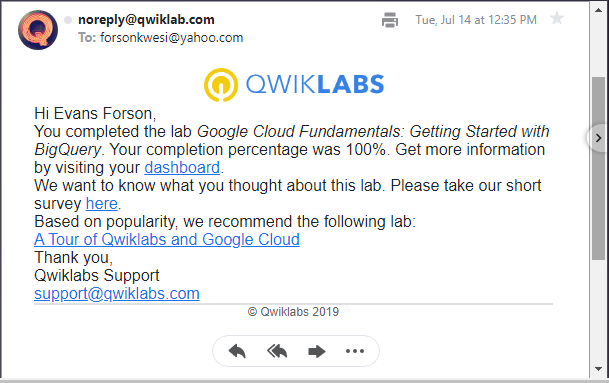 noreply@qwiklab.com
Tue, Jul 14 at 12:35 PM
To: forsonkwesi@yahoo.com
QWIKLABS
Hi Evans Forson,
You completed the lab Google Cloud Fundamentals: Getting Started with
BigQuery. Your completion percentage was 100%. Get more information
by visiting your dashboard.
We want to know what you thought about this lab. Please take our short
survey here.
Based on popularity, we recommend the following lab:
A Tour of Qwiklabs and Google Cloud
Thank you,
Qwiklabs Support
support@qwiklabs.com
© Qwiklabs 2019